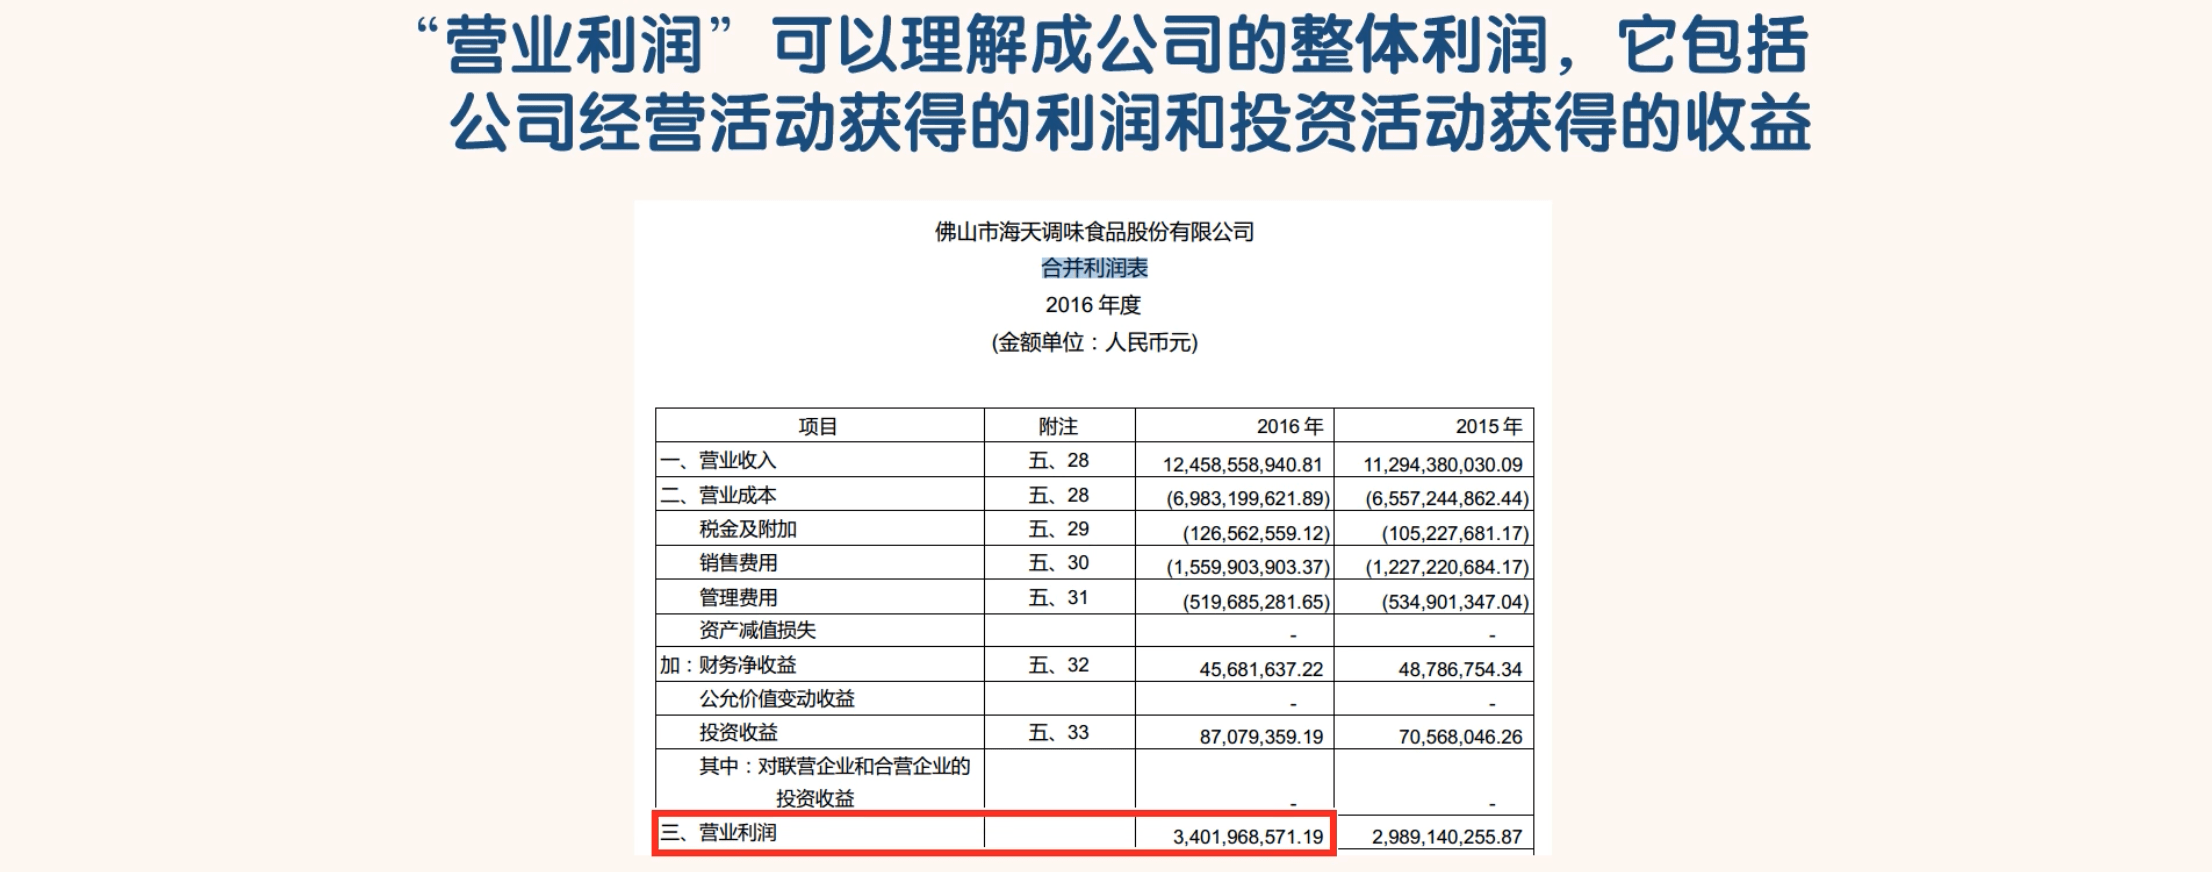 “营业利润”可以理解成公司的整体利润，它包括
公司经营活动获得的利润和投资活动获得的收益
佛山市海天调味食品股份有限公司
合并利润表
2016 年度
(金额单位：人民币元)
项目 附注 2016 年 2015 年
一、营业收入 五、28 12,458,558,940.81 11,294,380,030.09
二、营业成本 五、28 (6,983,199,621.89) (6,557,244,862.44)
税金及附加 五、29 (126,562,559.12) (105,227,681.17)
销售费用 五、30 (1,559,903,903.37) (1,227,220,684.17)
管理费用 五、31 (519,685,281.65) (534,901,347.04)
资产减值损失 - -
加：财务净收益 五、32 45,681,637.22 48,786,754.34
公允价值变动收益 - -
投资收益 五、33 87,079,359.19 70,568,046.26
其中：对联营企业和合营企业的
投资收益 - -
三、营业利润 3,401,968,571.19 2,989,140,255.87